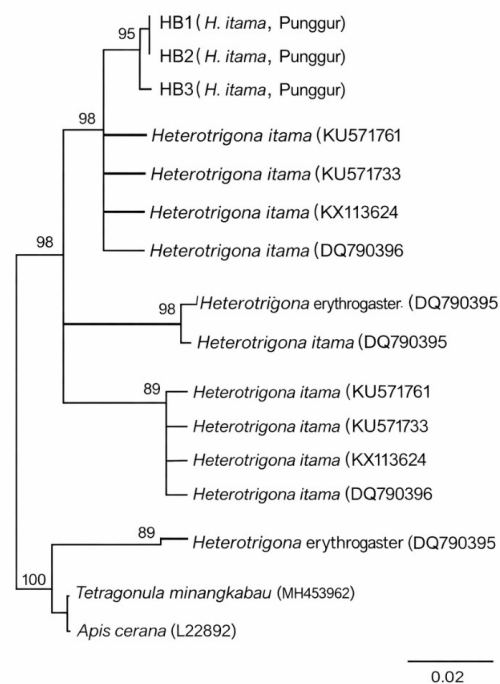 95
HB1 (H. itama, Punggur)
HB2 (H. itama, Punggur)
HB3 (H. itama, Punggur)
98
Heterotrigona itama (KU571761
Heterotrigona itama (KU571733
Heterotrigona itama (KX113624
Heterotrigona itama (DQ790396
98
98
Heterotrigona erythrogaster. (DQ790395
Heterotrigona itama (DQ790395
89
Heterotrigona itama (KU571761
Heterotrigona itama (KU571733
Heterotrigona itama (KX113624
Heterotrigona itama (DQ790396
89
Heterotrigona erythrogaster (DQ790395
100
Tetragonula minangkabau (MH453962)
Apis cerana (L22892)
0.02